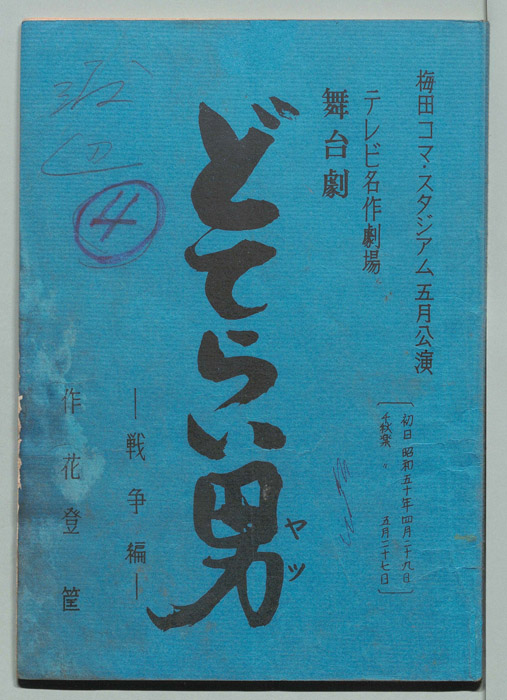 梅田コマ・スタジアム五月公演
初日 昭和五十年四月二十九日
千秋楽 〃 五月二十七日
テレビ名作劇場
舞台劇
どてらい男
ヤツ
―戦争編―
作 花登筐
④